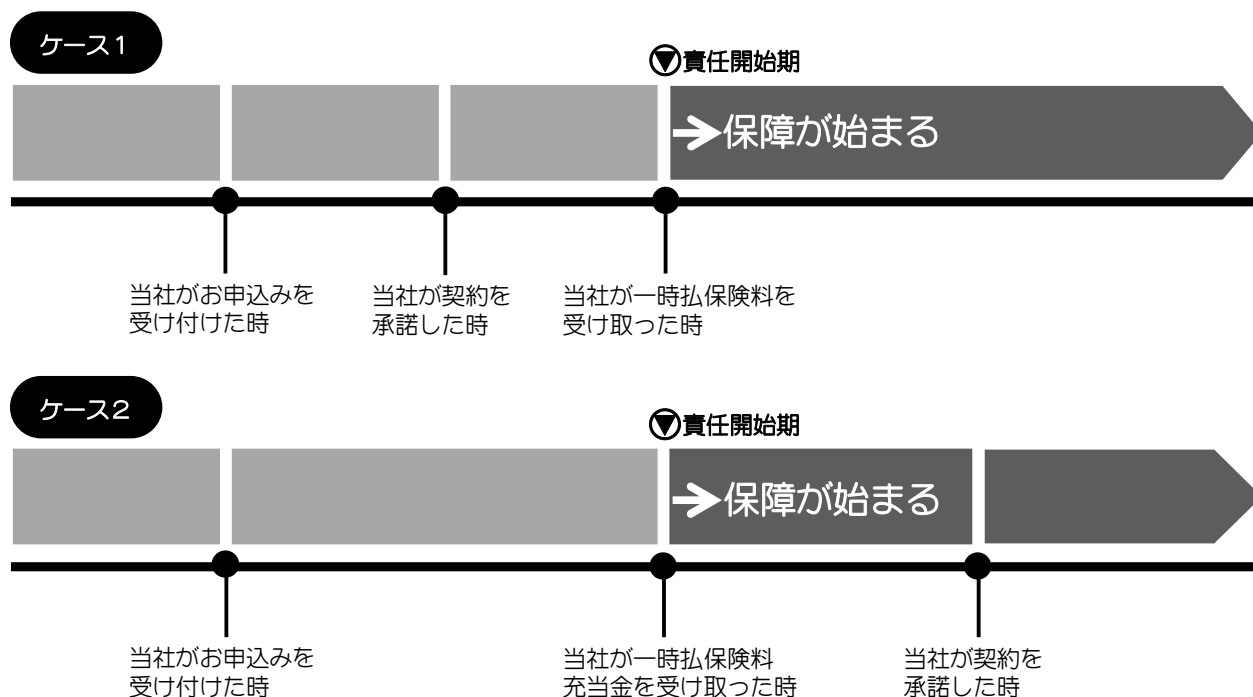 ケース1
責任開始期
→保障が始まる
当社がお申込みを
受け付けた時
当社が契約を
承諾した時
当社が一時払保険料を
受け取った時
ケース2
責任開始期
→保障が始まる
当社がお申込みを
受け付けた時
当社が一時払保険料
充当金を受け取った時
当社が契約を
承諾した時